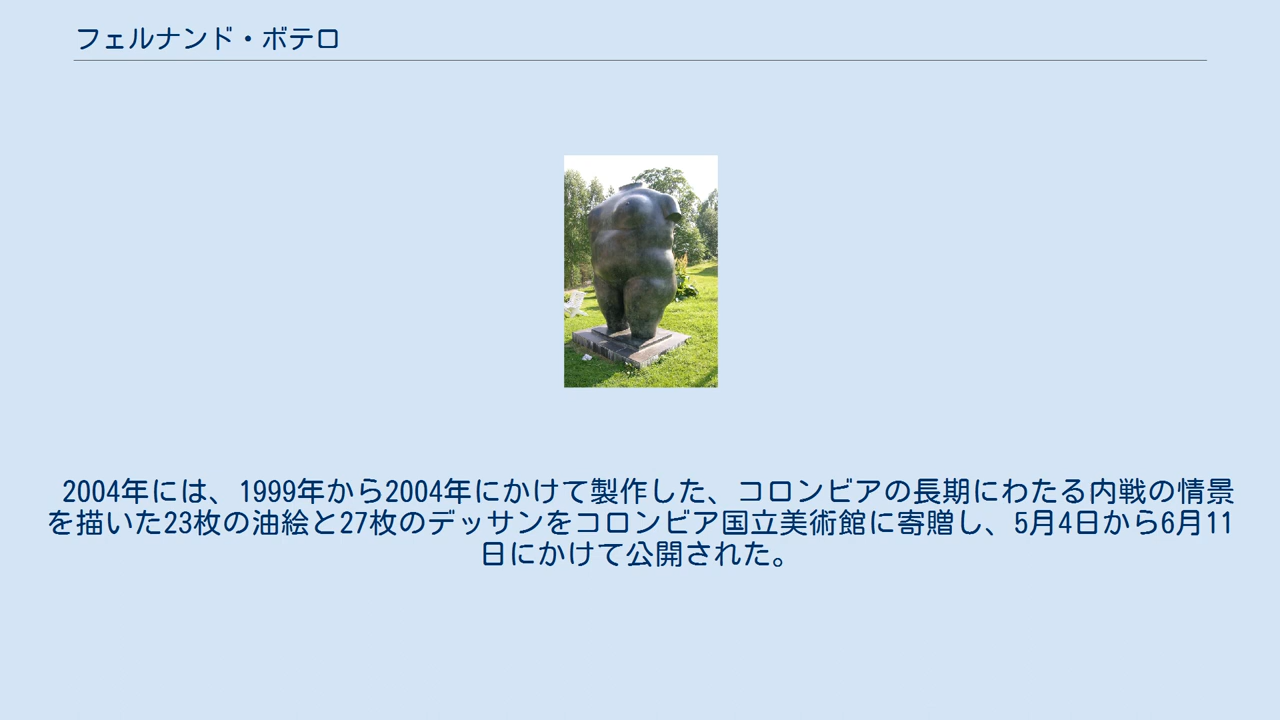 フェルナンド・ボテロ
2004年には、1999年から2004年にかけて製作した、コロンビアの長期にわたる内戦の情景
を描いた23枚の油絵と27枚のデッサンをコロンビア国立美術館に寄贈し、5月4日から6月11
日にかけて公開された。